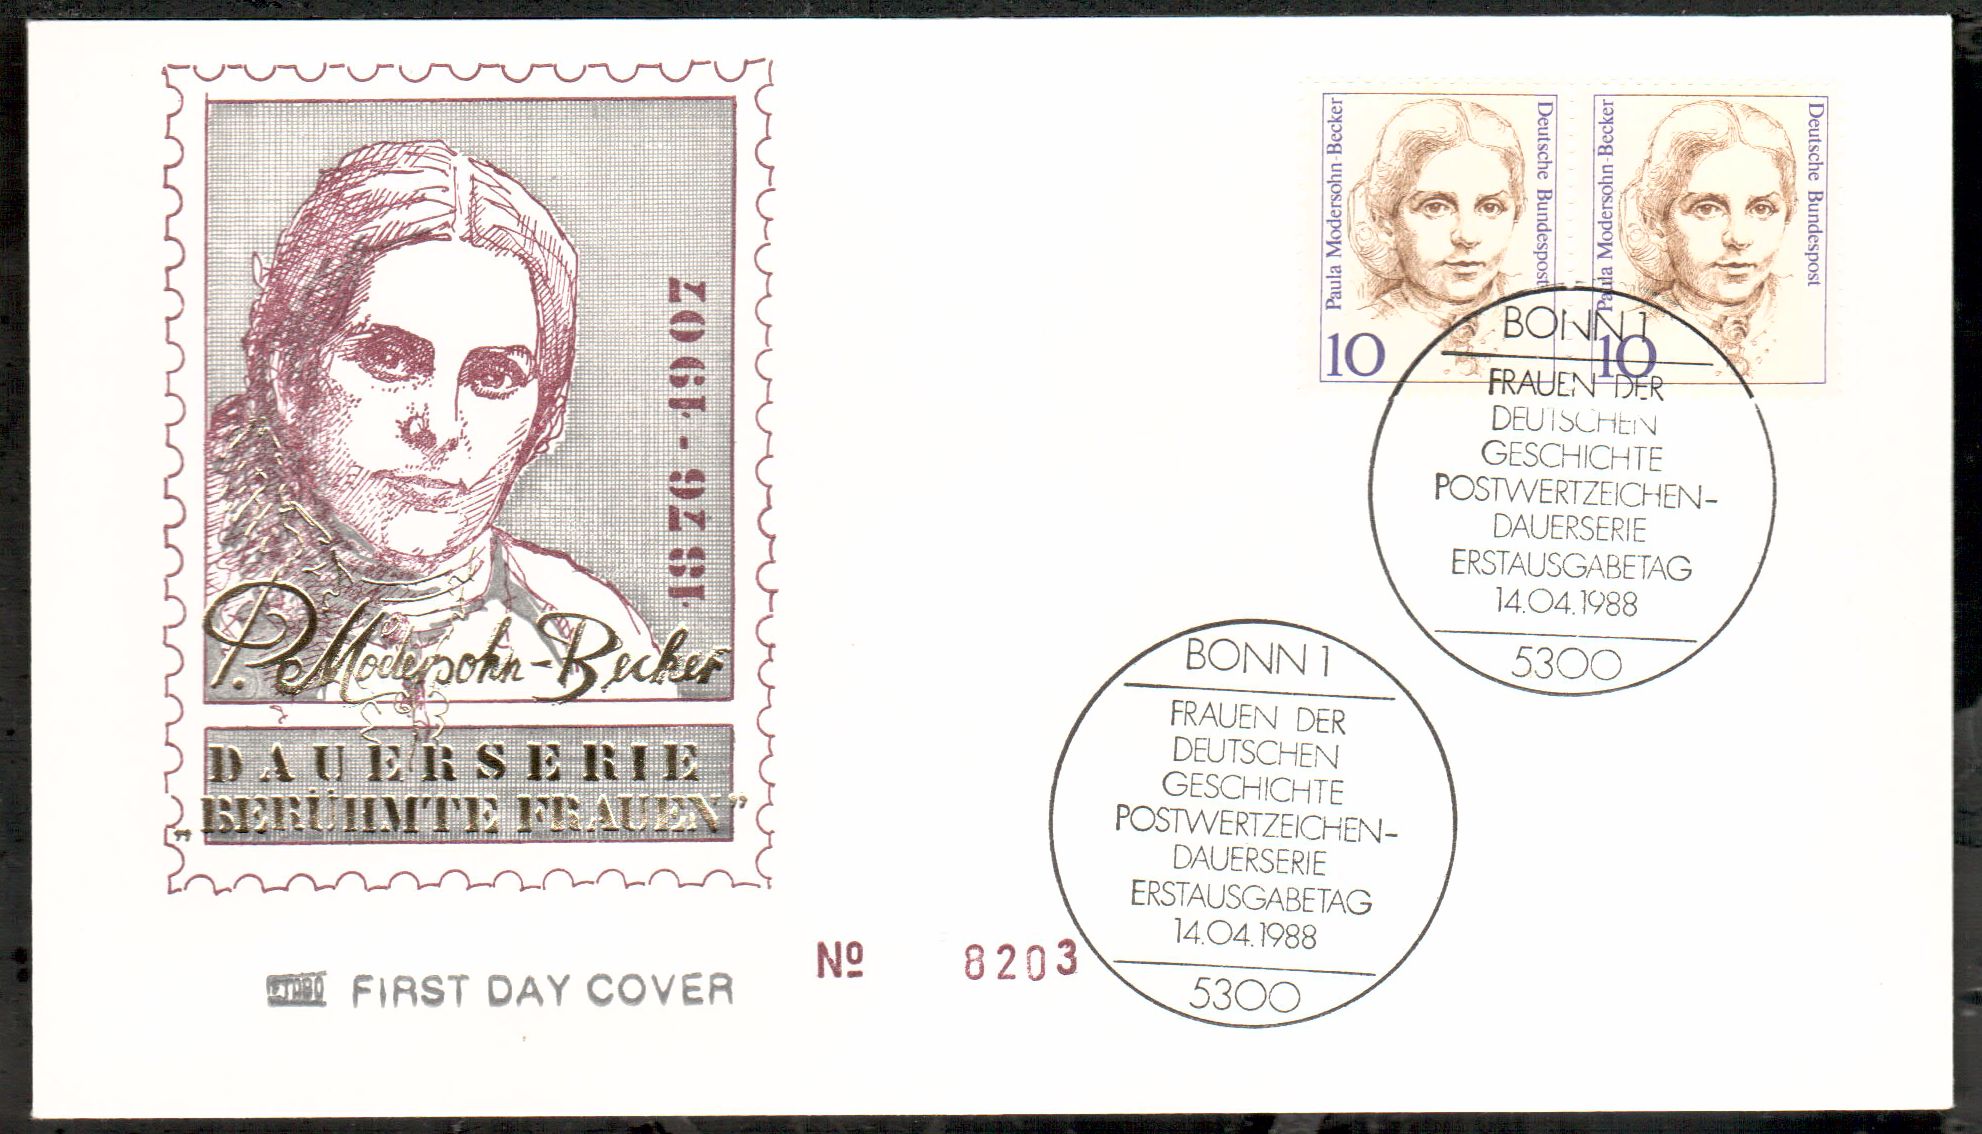 1876-1907
P. Modersohn-Becker
DAUERSERIE
„BERÜHMTE FRAUEN”
FIRST DAY COVER
Nº 8203
Paula Modersohn-Becker
Deutsche Bundespost
10
Paula Modersohn-Becker
Deutsche Bundespost
10
BONN 1
FRAUEN DER
DEUTSCHEN
GESCHICHTE
POSTWERTZEICHEN-
DAUERSERIE
ERSTAUSGABETAG
14.04.1988
5300
BONN 1
FRAUEN DER
DEUTSCHEN
GESCHICHTE
POSTWERTZEICHEN-
DAUERSERIE
ERSTAUSGABETAG
14.04.1988
5300